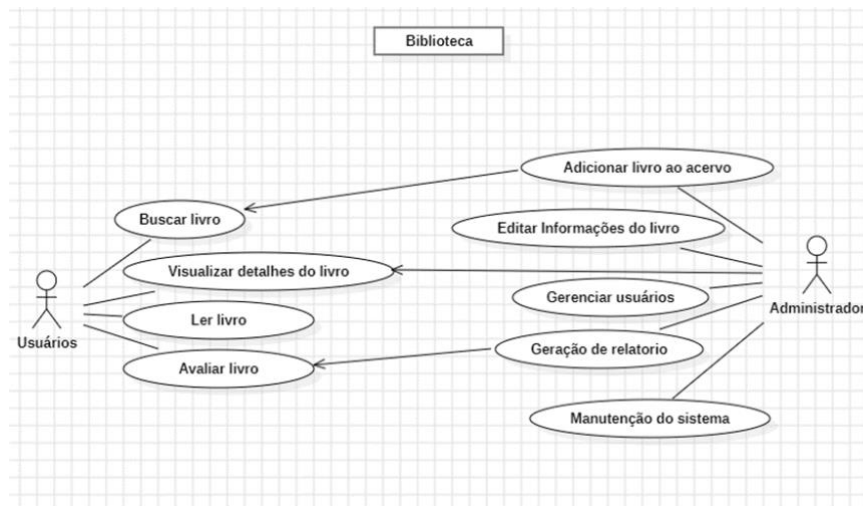 Biblioteca
Adicionar livro ao acervo
Buscar livro
Editar Informações do livro
Visualizar detalhes do livro
Gerenciar usuários
Administrador
Ler livro
Usuários
Geração de relatorio
Avaliar livro
Manutenção do sistema